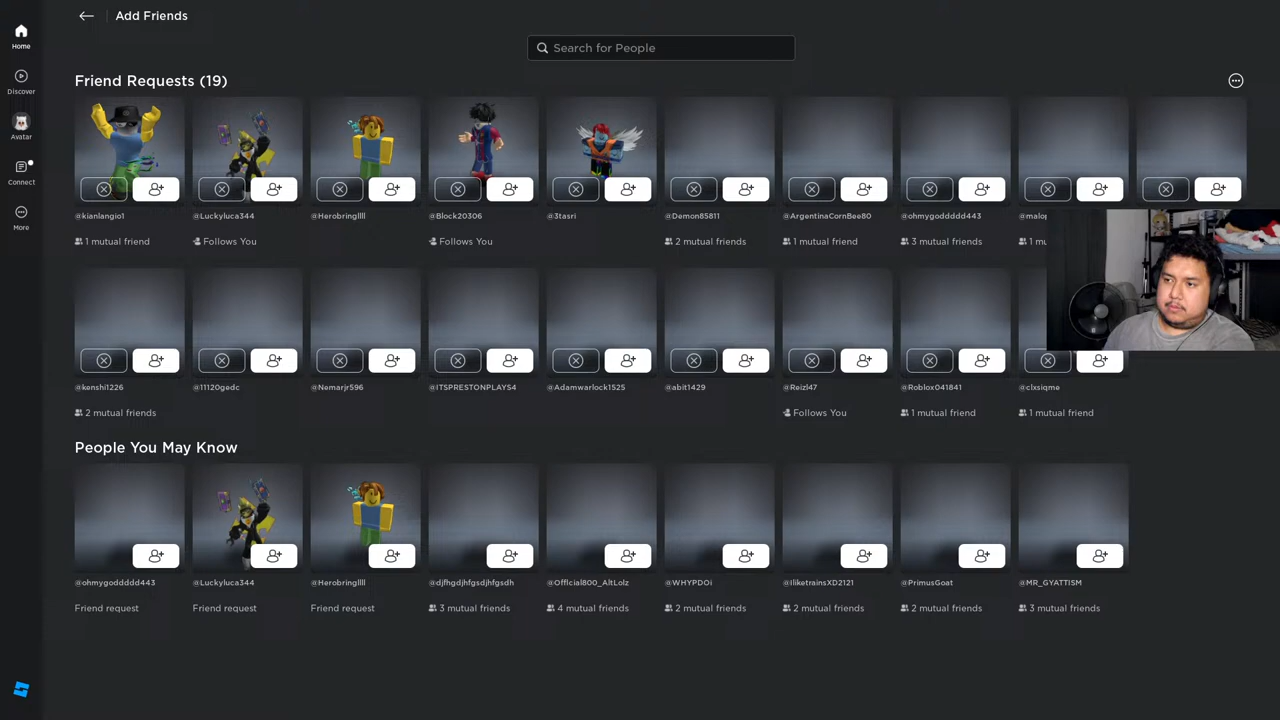 Add Friends
Search for People
Home
Discover
Avatar
Connect
More
Friend Requests (19)
@kianlangio1
@Luckyluca344
@Herobringllll
@Block20306
@3tasri
@Demon85811
@ArgentinaCornBee80
@ohmygoddddd443
1 mutual friend
Follows You
Follows You
2 mutual friends
1 mutual friend
3 mutual friends
@kenshi1226
@11120gedc
@Nemarjr596
@ITSPRESTONPLAYS4
@Adamwarlock1525
@abit1429
@Reizl47
@Roblox041841
@clxsiqme
2 mutual friends
Follows You
1 mutual friend
1 mutual friend
People You May Know
@ohmygoddddd443
@Luckyluca344
@Herobringllll
@djfhgdjhfgsdjhfgsdh
@Official800_AltLolz
@WHYPDOi
@IliketrainsXD2121
@PrimusGoat
@MR_GYATTISM
Friend request
Friend request
Friend request
3 mutual friends
4 mutual friends
2 mutual friends
2 mutual friends
2 mutual friends
3 mutual friends